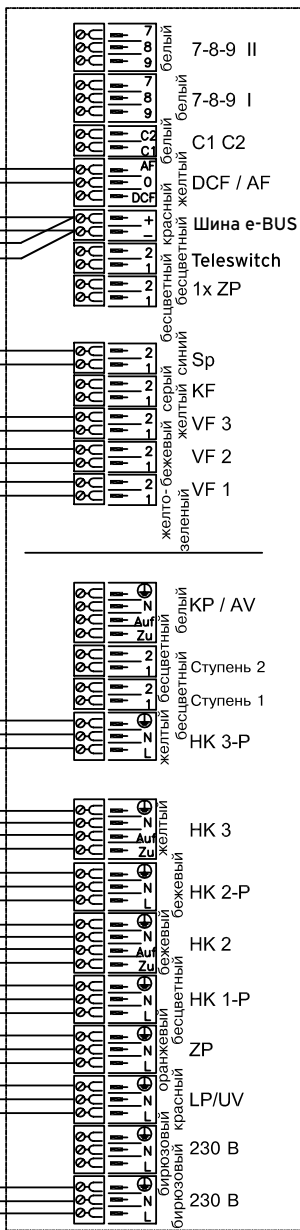 7
8
9
белый
7-8-9 II
7
8
9
белый
7-8-9 I
C2
C1
белый
C1 C2
AF
0
DCF
желтый
DCF / AF
+
–
красный
Шина e-BUS
2
1
бесцветный
Teleswitch
2
1
бесцветный
1x ZP
2
1
синий
Sp
2
1
серый
KF
2
1
желтый
VF 3
2
1
бежевый
VF 2
2
1
желто-
зеленый
VF 1
N
Auf
Zu
белый
KP / AV
2
1
бесцветный
Ступень 2
2
1
бесцветный
Ступень 1
N
L
желтый
HK 3-P
N
Auf
Zu
желтый
HK 3
N
L
бежевый
HK 2-P
N
Auf
Zu
бежевый
HK 2
N
L
бесцветный
HK 1-P
N
L
оранжевый
ZP
N
L
красный
LP/UV
N
L
бирюзовый
230 В
N
L
бирюзовый
230 В